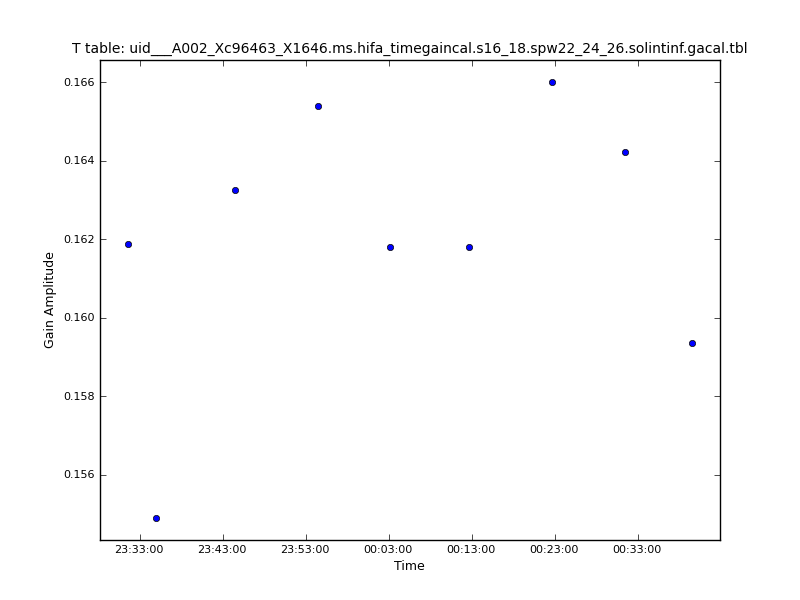 T table: uid___A002_Xc96463_X1646.ms.hifa_timegaincal.s16_18.spw22_24_26.solintinf.gacal.tbl
Gain Amplitude
0.166
0.164
0.162
0.160
0.158
0.156
23:33:00 23:43:00 23:53:00 00:03:00 00:13:00 00:23:00 00:33:00
Time